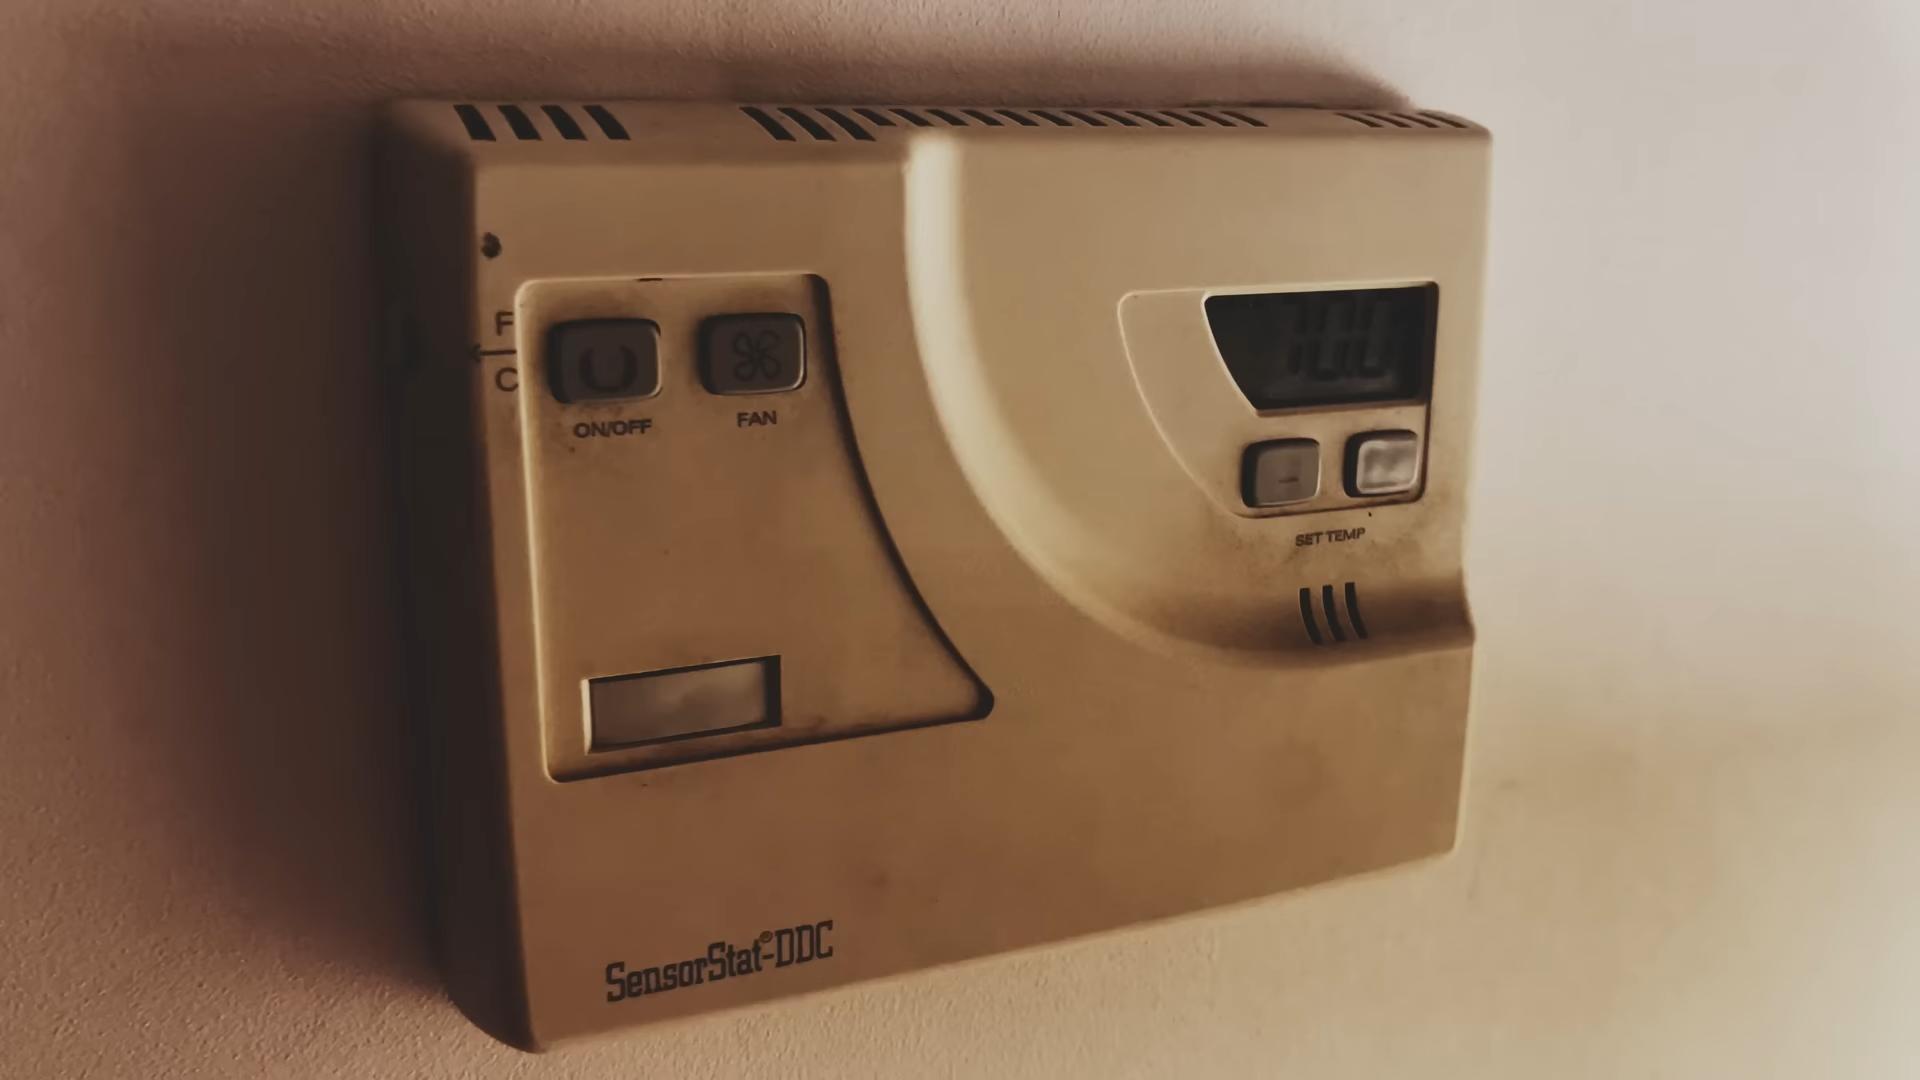 F
C
ON/OFF
FAN
SET TEMP
SensorStat®-DDC